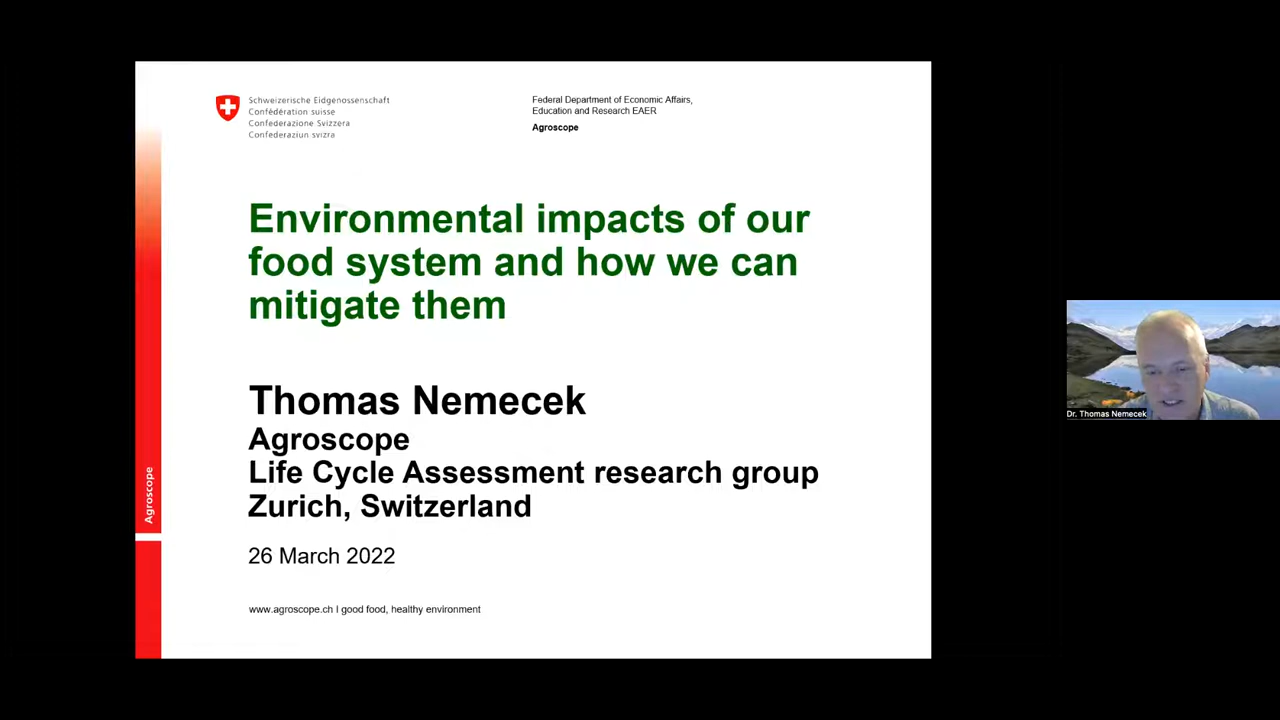 Schweizerische Eidgenossenschaft
Confédération suisse
Confederazione Svizzera
Confederaziun svizra
Federal Department of Economic Affairs,
Education and Research EAER
Agroscope
Environmental impacts of our
food system and how we can
mitigate them
Thomas Nemecek
Agroscope
Life Cycle Assessment research group
Zurich, Switzerland
26 March 2022
www.agroscope.ch I good food, healthy environment
Agroscope
Dr. Thomas Nemecek